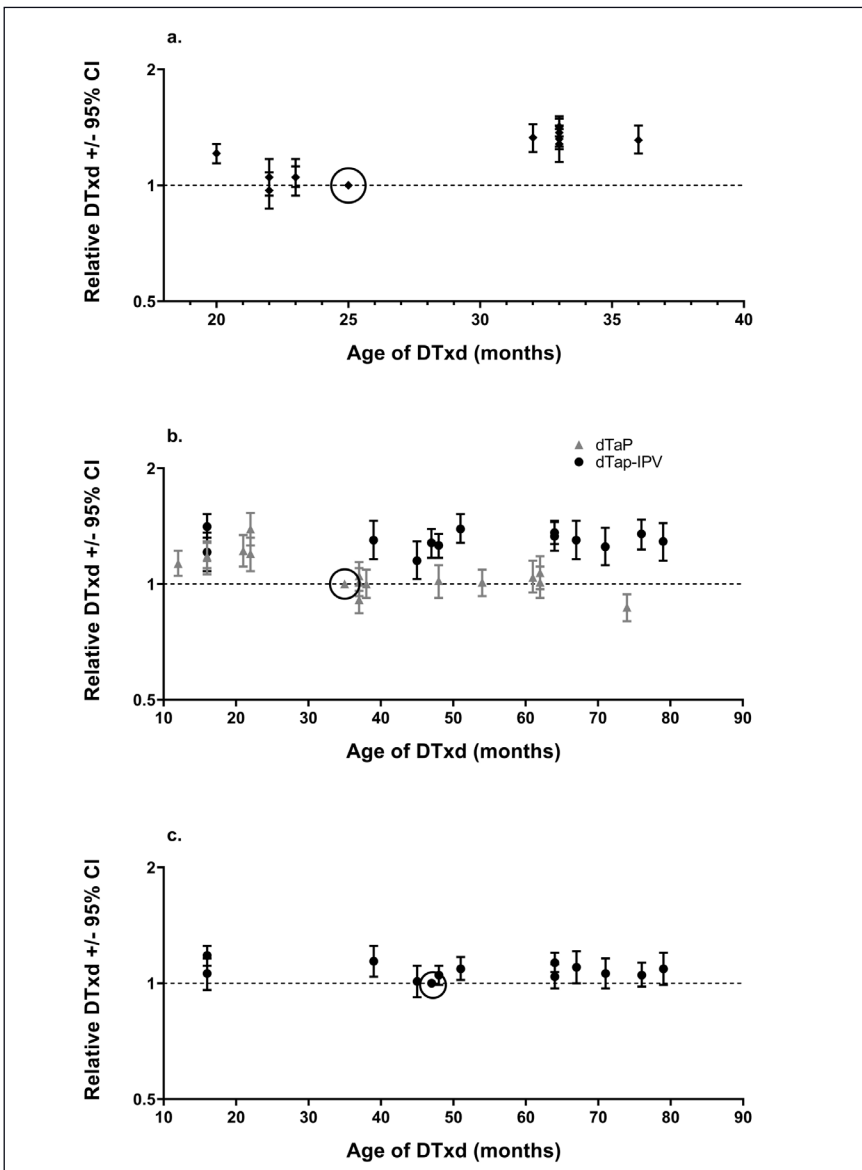 a.
Relative DTxd +/- 95% CI
2
1
0.5
20 25 30 35 40
Age of DTxd (months)
b.
dTaP
dTap-IPV
Relative DTxd +/- 95% CI
2
1
0.5
10 20 30 40 50 60 70 80 90
Age of DTxd (months)
c.
Relative DTxd +/- 95% CI
2
1
0.5
10 20 30 40 50 60 70 80 90
Age of DTxd (months)